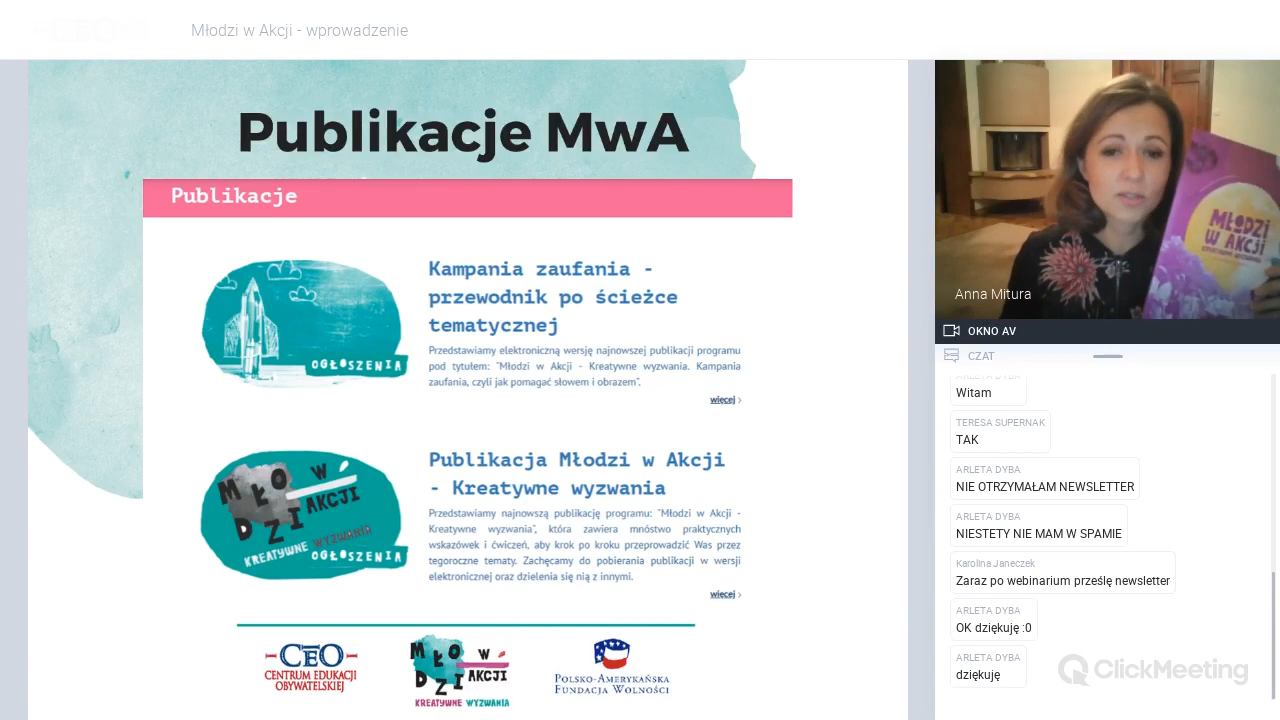 Młodzi w Akcji - wprowadzenie
Publikacje MwA
Publikacje
OGŁOSZENIA
Kampania zaufania -
przewodnik po ścieżce
tematycznej
Przedstawiamy elektroniczną wersję najnowszej publikacji programu
pod tytułem: "Młodzi w Akcji - Kreatywne wyzwania. Kampania
zaufania, czyli jak pomagać słowem i obrazem".
więcej ›
MŁODZI W AKCJI
KREATYWNE WYZWANIA
OGŁOSZENIA
Publikacja Młodzi w Akcji
- Kreatywne wyzwania
Przedstawiamy najnowszą publikację programu: "Młodzi w Akcji -
Kreatywne wyzwania", która zawiera mnóstwo praktycznych
wskazówek i ćwiczeń, aby krok po kroku przeprowadzić Was przez
tegoroczne tematy. Zachęcamy do pobierania publikacji w wersji
elektronicznej oraz dzielenia się nią z innymi.
więcej ›
CEO
CENTRUM EDUKACJI
OBYWATELSKIEJ
MŁODZI W AKCJI
KREATYWNE WYZWANIA
POLSKO-AMERYKAŃSKA
FUNDACJA WOLNOŚCI
MŁODZI
W AKCJI
Anna Mitura
OKNO AV
CZAT
ARLETA DYBA
Witam
TERESA SUPERNAK
TAK
ARLETA DYBA
NIE OTRZYMAŁAM NEWSLETTER
ARLETA DYBA
NIESTETY NIE MAM W SPAMIE
Karolina Janeczek
Zaraz po webinarium prześlę newsletter
ARLETA DYBA
OK dziękuję :0
ARLETA DYBA
dziękuję
ClickMeeting